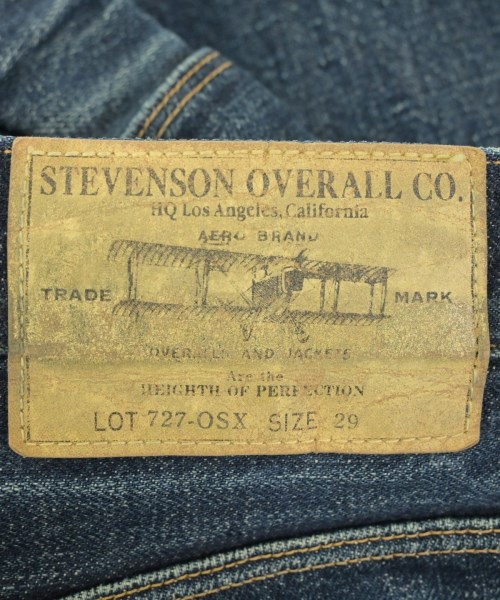 STEVENSON OVERALL CO.
HQ Los Angeles, California
AERO BRAND
TRADE MARK
AND JACKETS
Are the
HEIGHTH OF PERFECTION
LOT 727-OSX SIZE 29